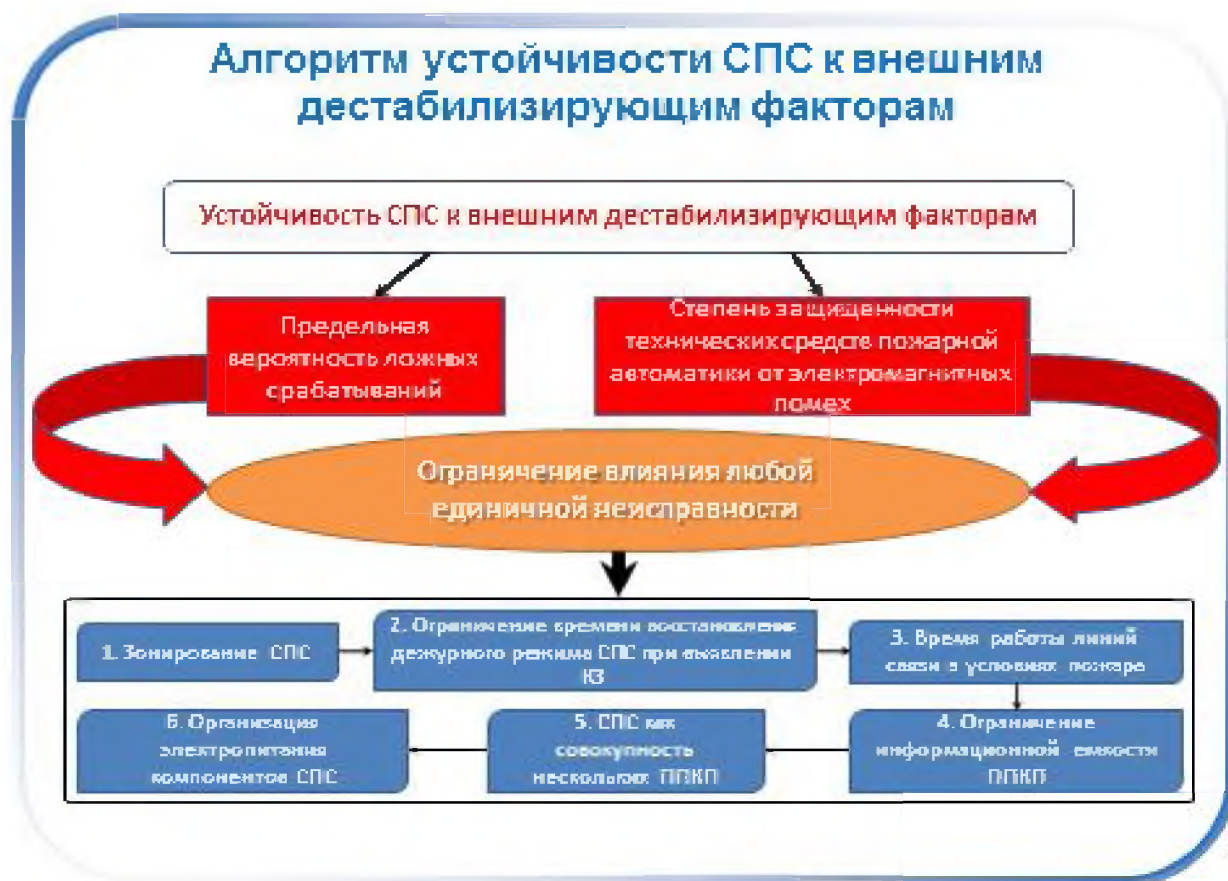 Алгоритм устойчивости СПС к внешним
дестабилизирующим факторам
Устойчивость СПС к внешним дестабилизирующим факторам
Предельная
вероятность ложных
срабатываний
Степень защищенности
технических средств пожарной
автоматики от электромагнитных
помех
Ограничение влияния любой
единичной неисправности
1. Зонирование СПС
2. Ограничение времени восстановления
дежурного режима СПС при выявлении
КЗ
3. Время работы линий
связи в условиях пожара
4. Ограничение
информационной емкости
ППКП
5. СПС как
совокупность
нескольких ППКП
6. Организация
электропитания
компонентов СПС